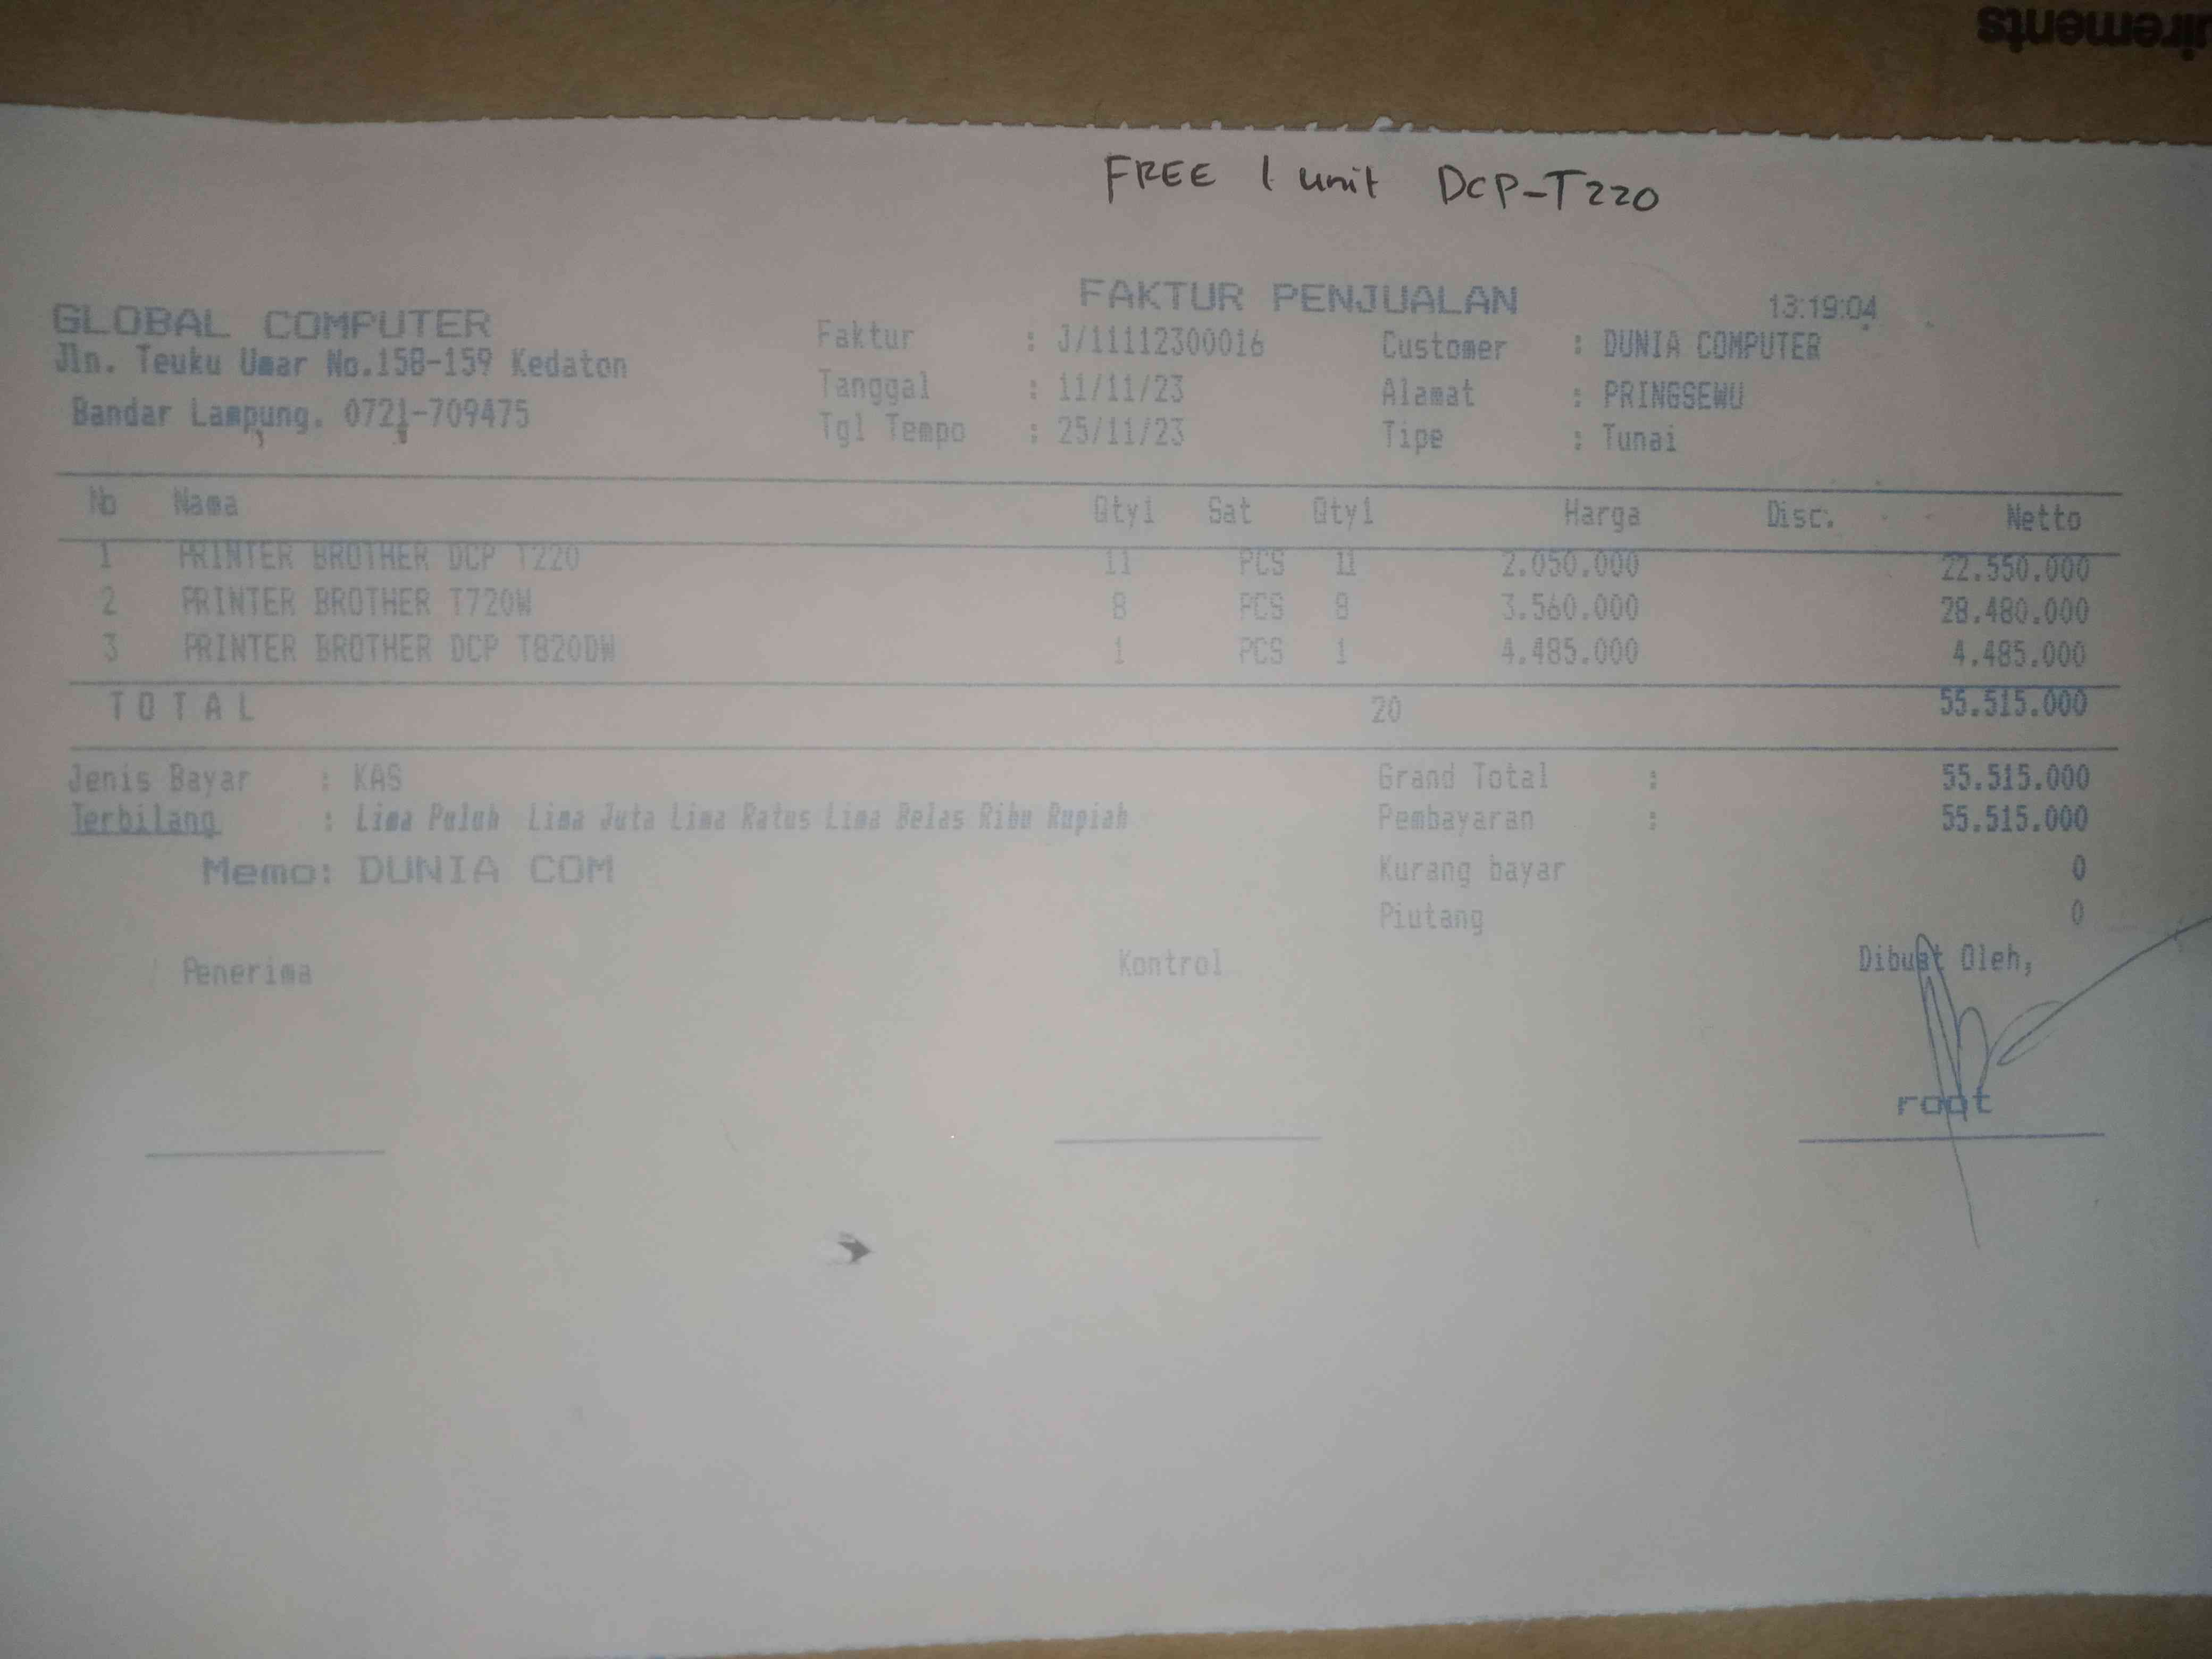 irements
FREE 1 unit DCP-T220
FAKTUR PENJUALAN 13:19:04
GLOBAL COMPUTER
Jln. Teuku Umar No.158-159 Kedaton
Bandar Lampung. 0721-709475
Faktur : J/11112300016
Tanggal : 11/11/23
Tgl Tempo : 25/11/23
Customer : DUNIA COMPUTER
Alamat : PRINGSEWU
Tipe : Tunai
No Nama Qty1 Sat Qty1 Harga Disc. Netto
1 PRINTER BROTHER DCP T220 11 PCS 11 2.050.000 22.550.000
2 PRINTER BROTHER T720W 8 PCS 8 3.560.000 28.480.000
3 PRINTER BROTHER DCP T820DW 1 PCS 1 4.485.000 4.485.000
T O T A L 20 55.515.000
Jenis Bayar : KAS
Terbilang : Lima Puluh Lima Juta Lima Ratus Lima Belas Ribu Rupiah
Memo: DUNIA COM
Grand Total : 55.515.000
Pembayaran : 55.515.000
Kurang bayar 0
Piutang 0
Penerima Kontrol Dibuat Oleh,
root